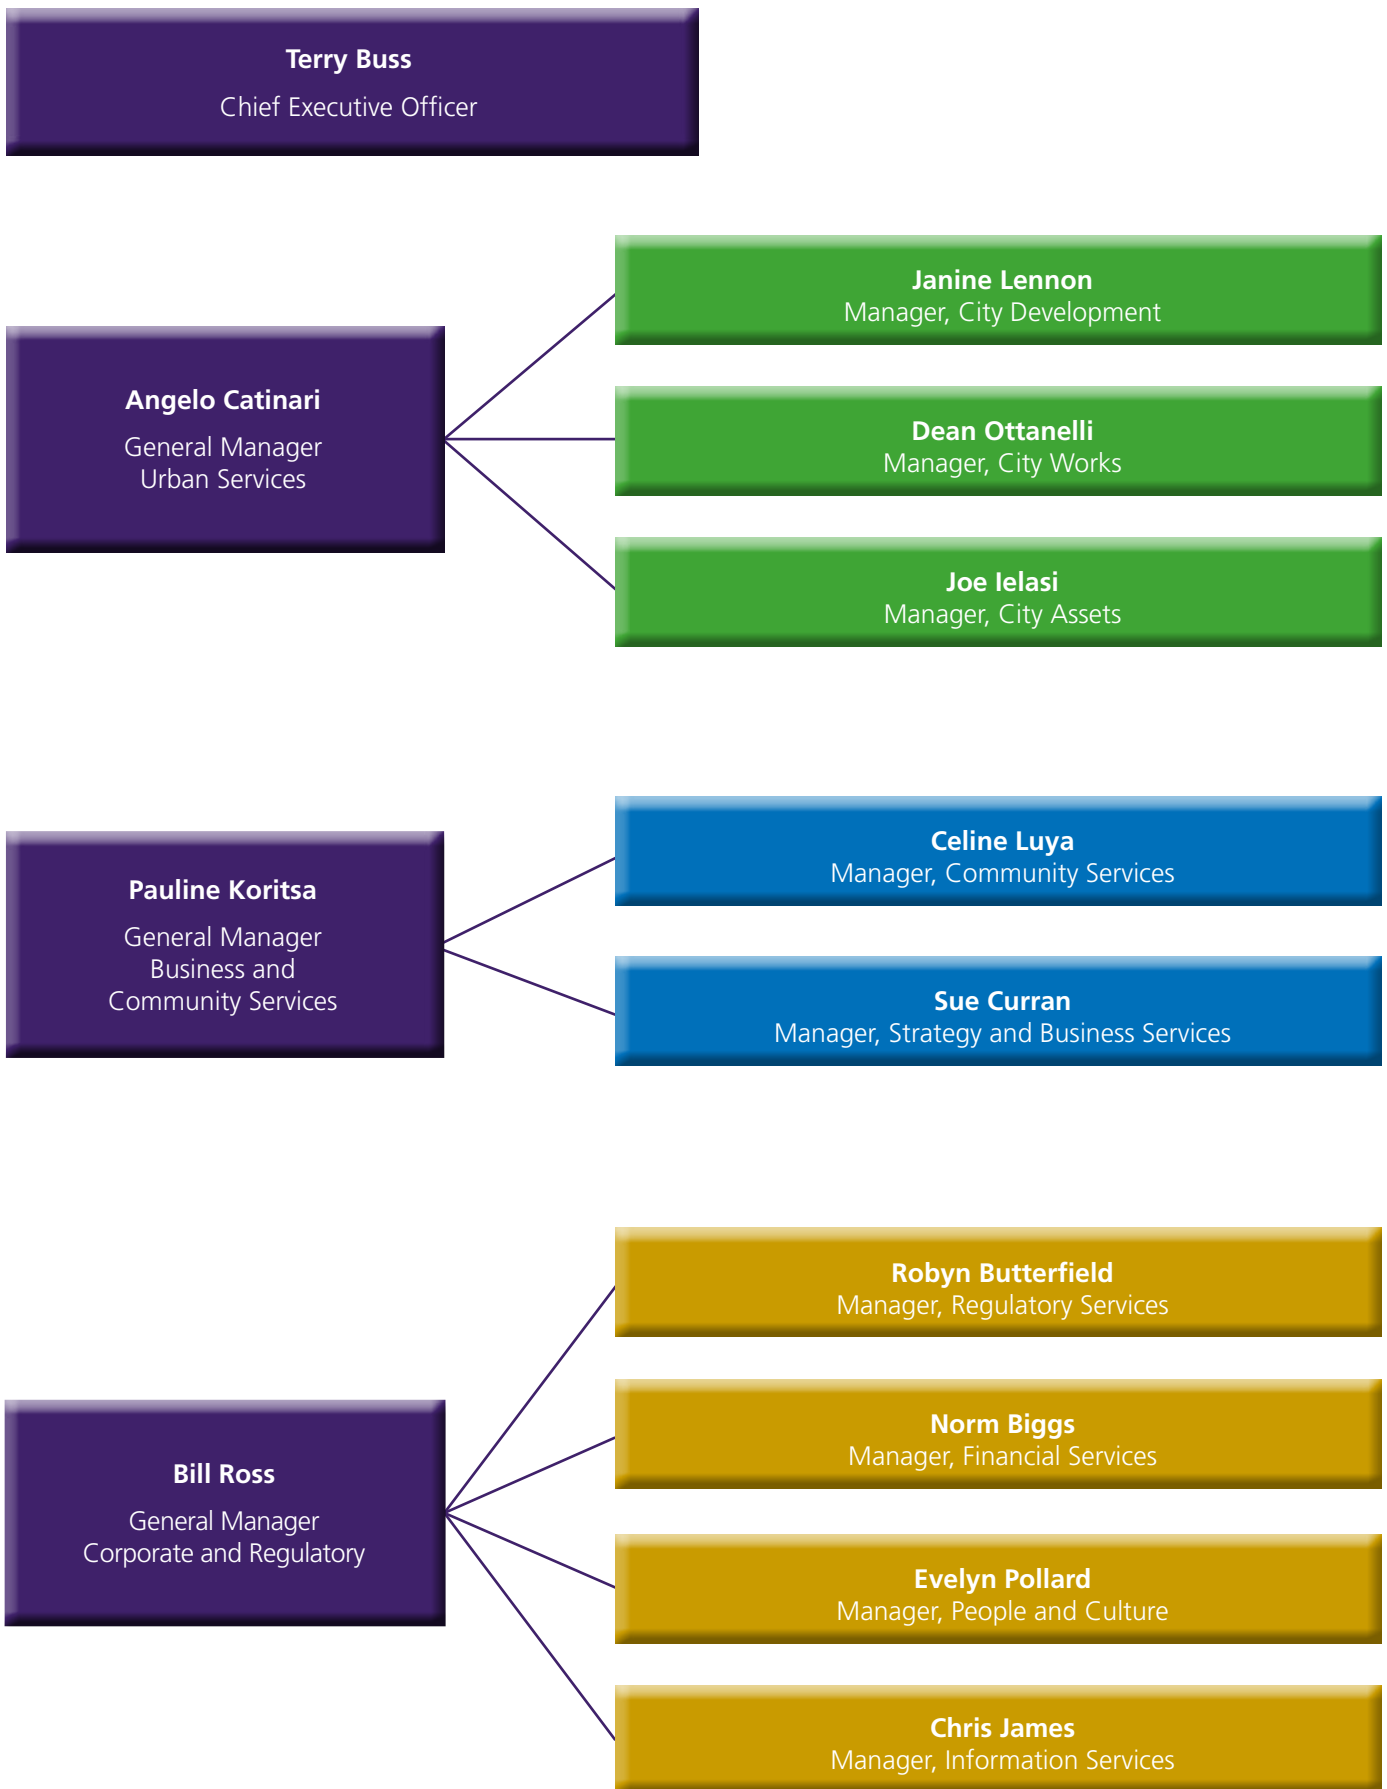 Terry Buss
Chief Executive Officer
Angelo Catinari
General Manager
Urban Services
Janine Lennon
Manager, City Development
Dean Ottanelli
Manager, City Works
Joe Ielasi
Manager, City Assets
Pauline Koritsa
General Manager
Business and
Community Services
Celine Luya
Manager, Community Services
Sue Curran
Manager, Strategy and Business Services
Bill Ross
General Manager
Corporate and Regulatory
Robyn Butterfield
Manager, Regulatory Services
Norm Biggs
Manager, Financial Services
Evelyn Pollard
Manager, People and Culture
Chris James
Manager, Information Services